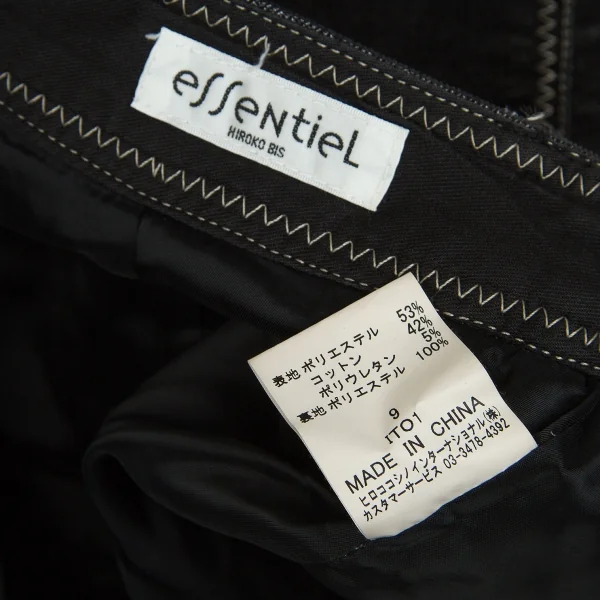 essentiel
HIROKO BIS
表地 ポリエステル 53%
コットン 42%
ポリウレタン 5%
裏地 ポリエステル 100%
9
ITO1
MADE IN CHINA
ヒロココシノインターナショナル(株)
カスタマーサービス 03-3478-4392